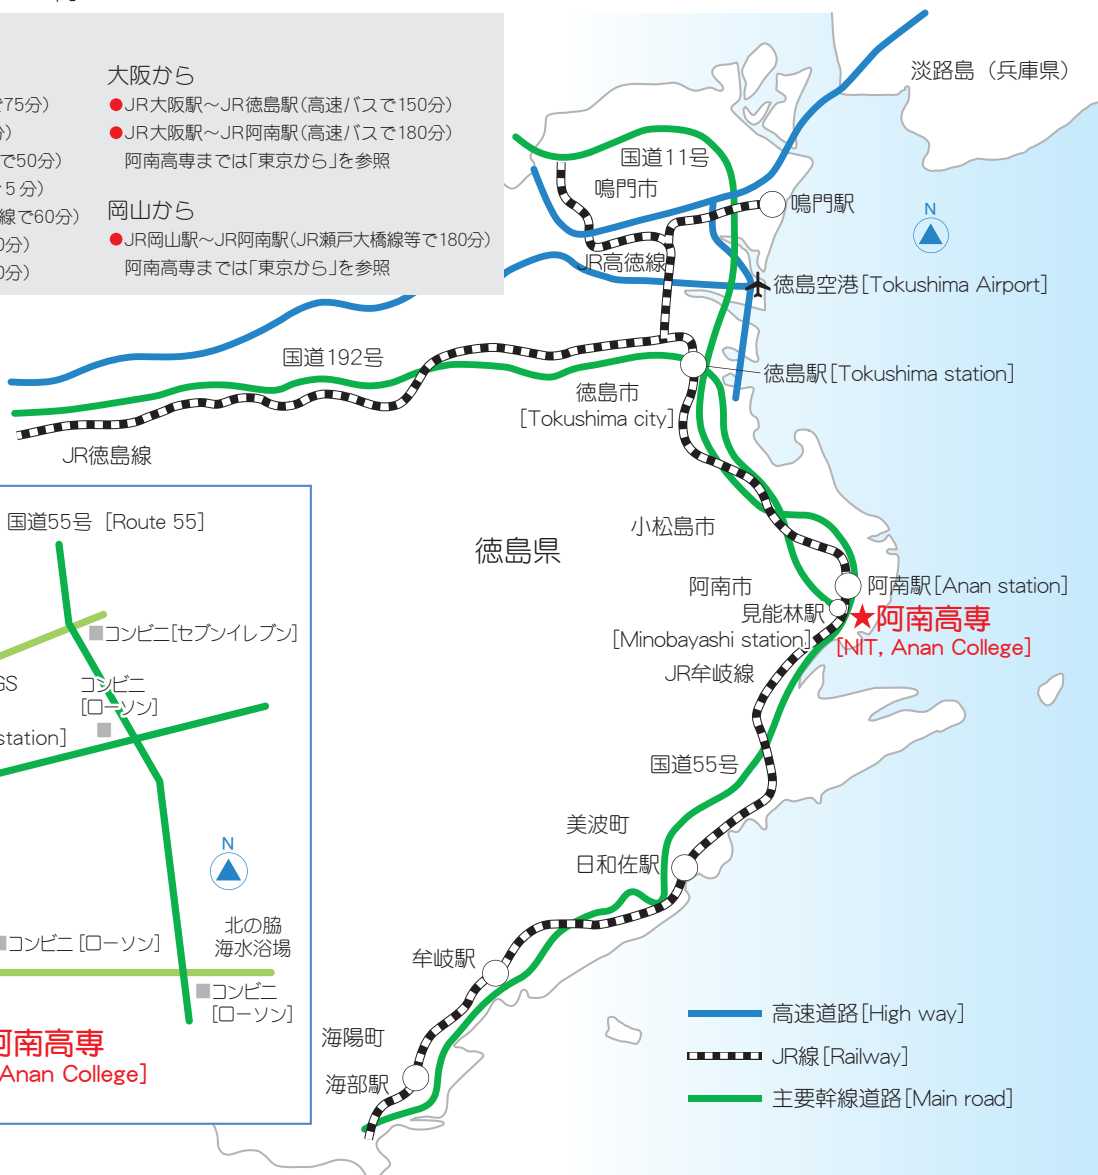 で75分）
分）
で50分）
で５分）
線で60分）
0分）
0分）
大阪から
●JR大阪駅～JR徳島駅（高速バスで150分）
●JR大阪駅～JR阿南駅（高速バスで180分）
阿南高専までは「東京から」を参照
岡山から
●JR岡山駅～JR阿南駅（JR瀬戸大橋線等で180分）
阿南高専までは「東京から」を参照
淡路島（兵庫県）
国道11号
鳴門市
鳴門駅
N
JR高徳線
徳島空港[Tokushima Airport]
国道192号
徳島駅[Tokushima station]
徳島市
[Tokushima city]
JR徳島線
小松島市
徳島県
阿南市
阿南駅[Anan station]
見能林駅
[Minobayashi station]
★阿南高専
[NIT, Anan College]
JR牟岐線
国道55号
美波町
日和佐駅
牟岐駅
海陽町
海部駅
高速道路[High way]
JR線[Railway]
主要幹線道路[Main road]
国道55号 [Route 55]
コンビニ[セブンイレブン]
GS
コンビニ
[ローソン]
station]
N
北の脇
海水浴場
コンビニ [ローソン]
コンビニ
[ローソン]
阿南高専
Anan College]